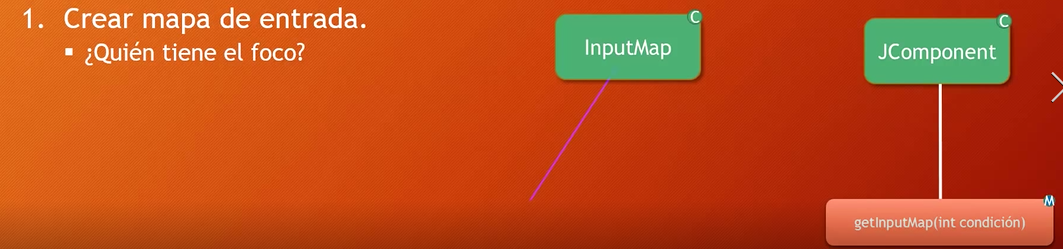 1. Crear mapa de entrada.
▪ ¿Quién tiene el foco?
InputMap
C
JComponent
C
getInputMap(int condición)
M